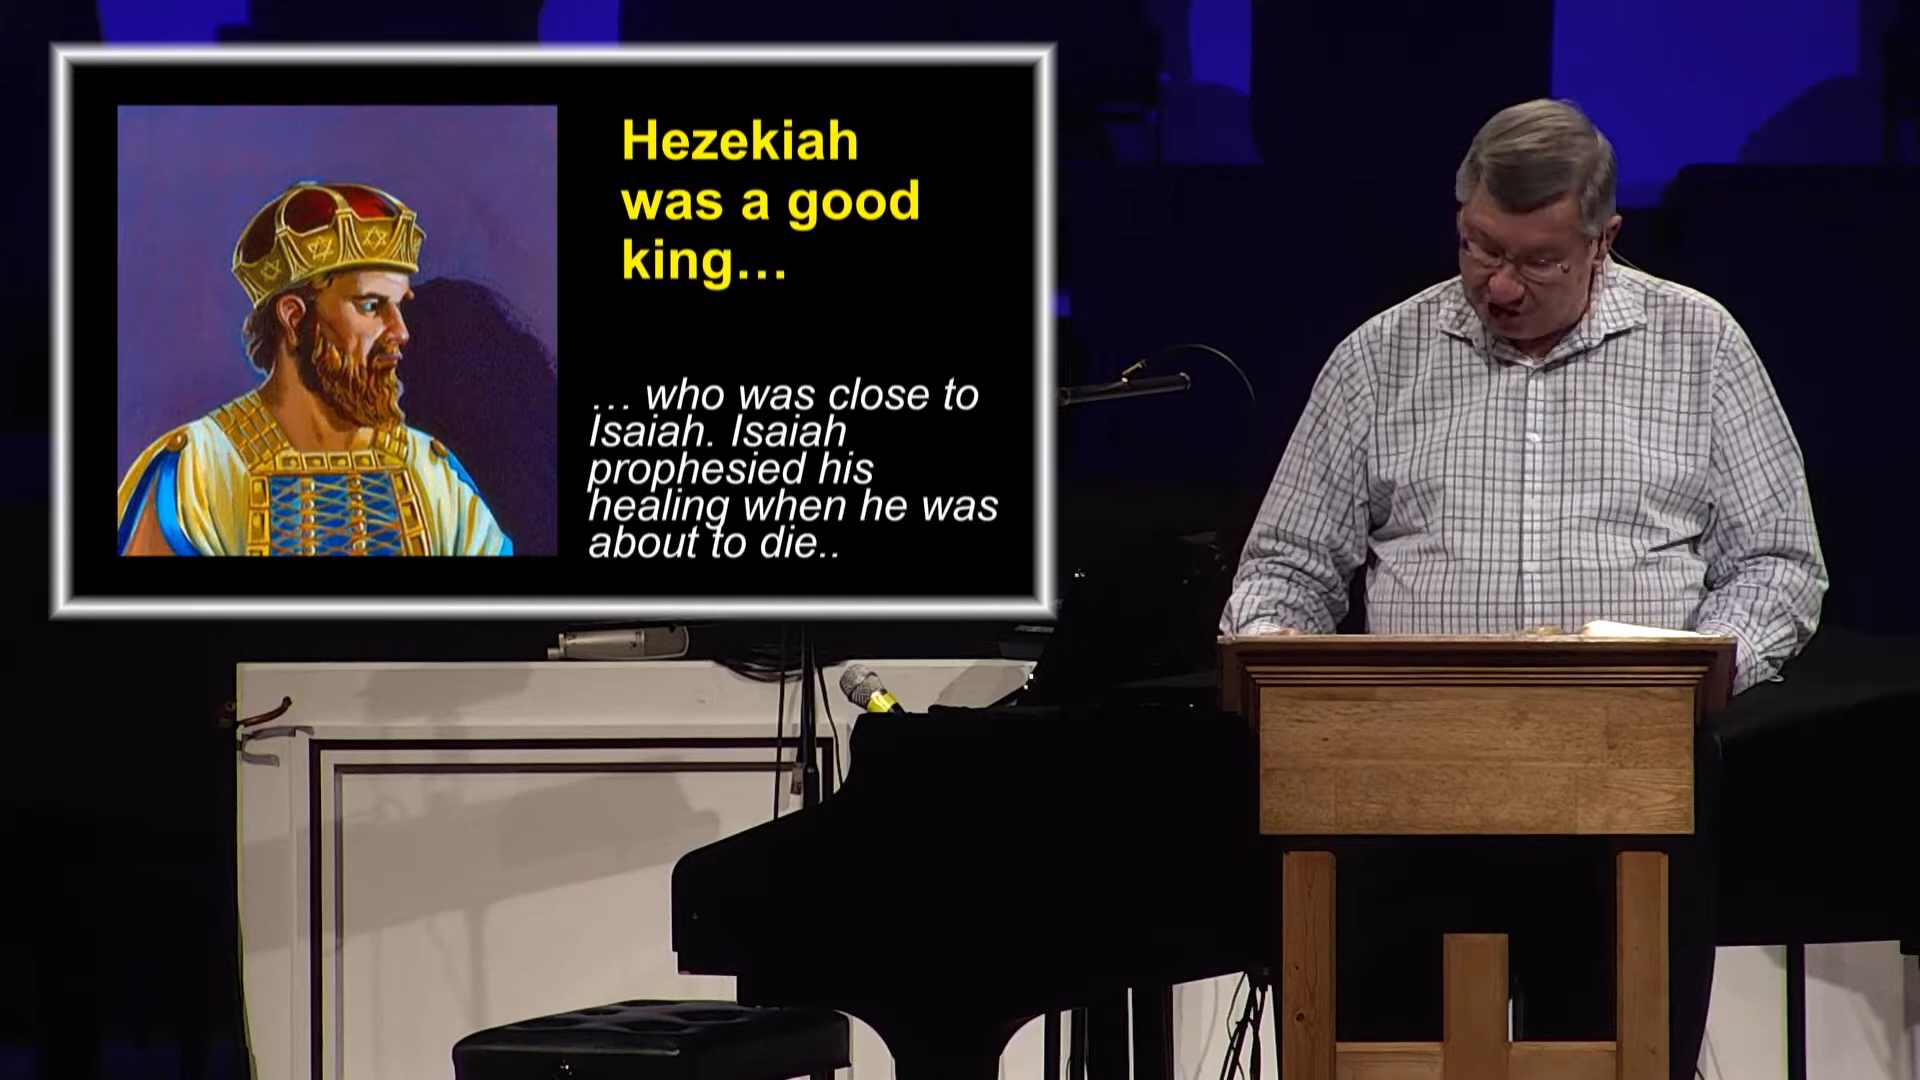 Hezekiah
was a good
king…
… who was close to
Isaiah. Isaiah
prophesied his
healing when he was
about to die..